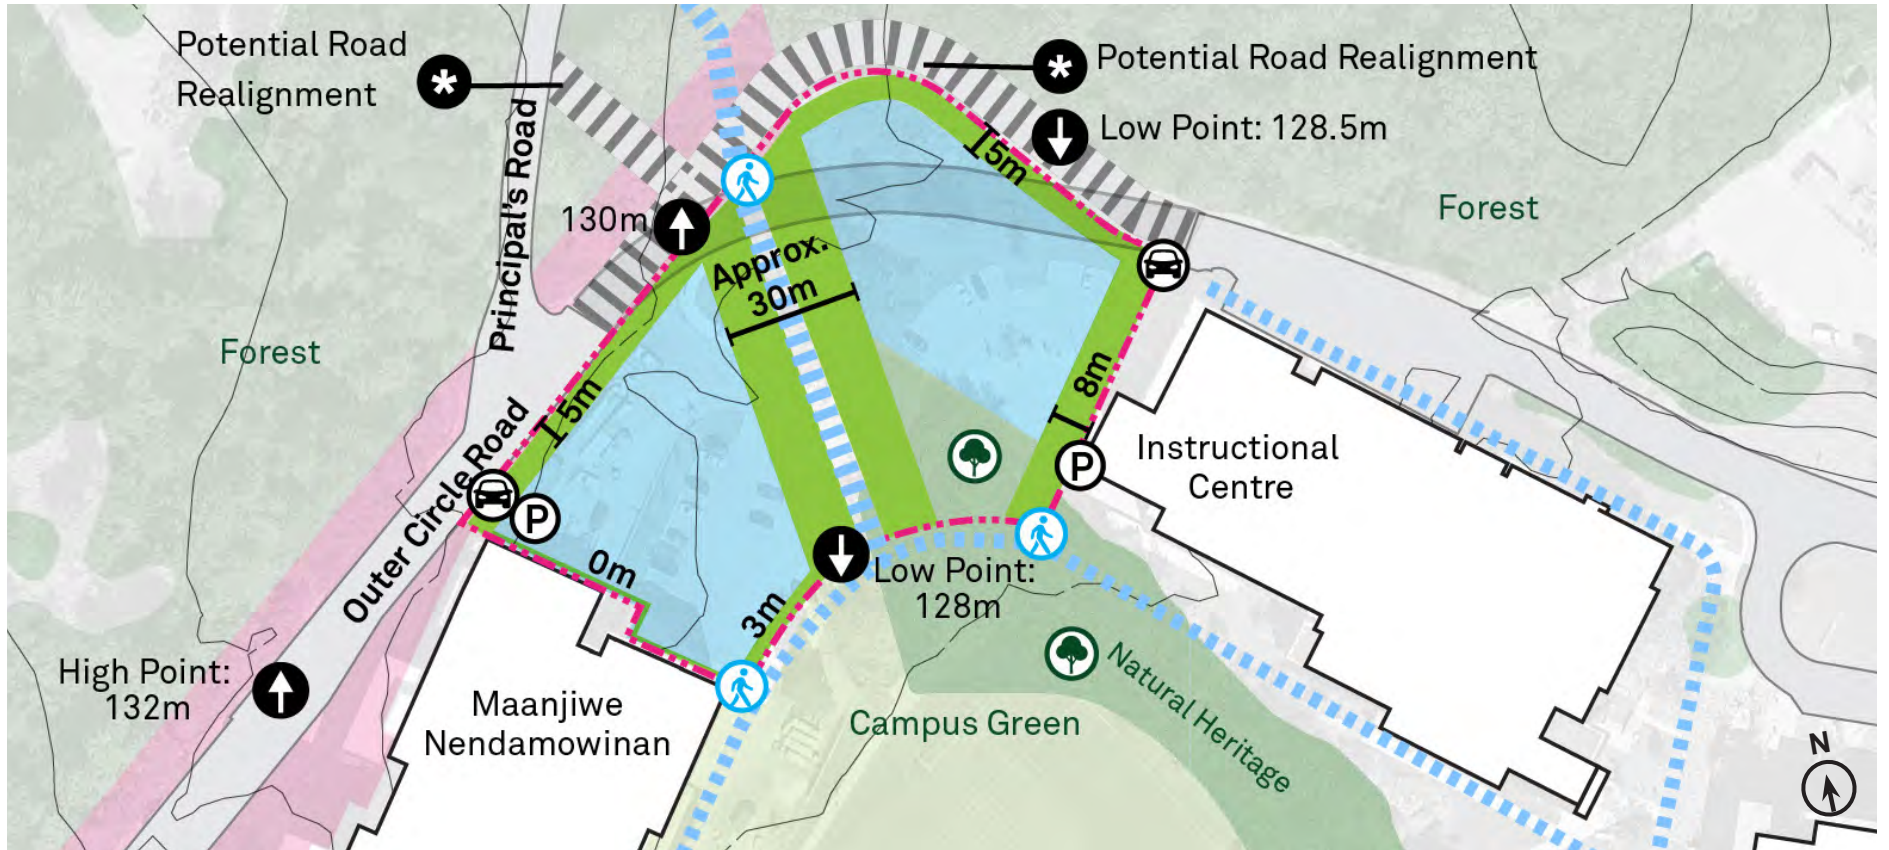 Potential Road
Realignment
*
* Potential Road Realignment
Low Point: 128.5m
Principal's Road
130m
5m
Forest
Approx.
30m
Forest
8m
5m
Outer Circle Road
P
P
Instructional
Centre
0m
3m
Low Point:
128m
High Point:
132m
Maanjiwe
Nendamowinan
Campus Green
Natural Heritage
N